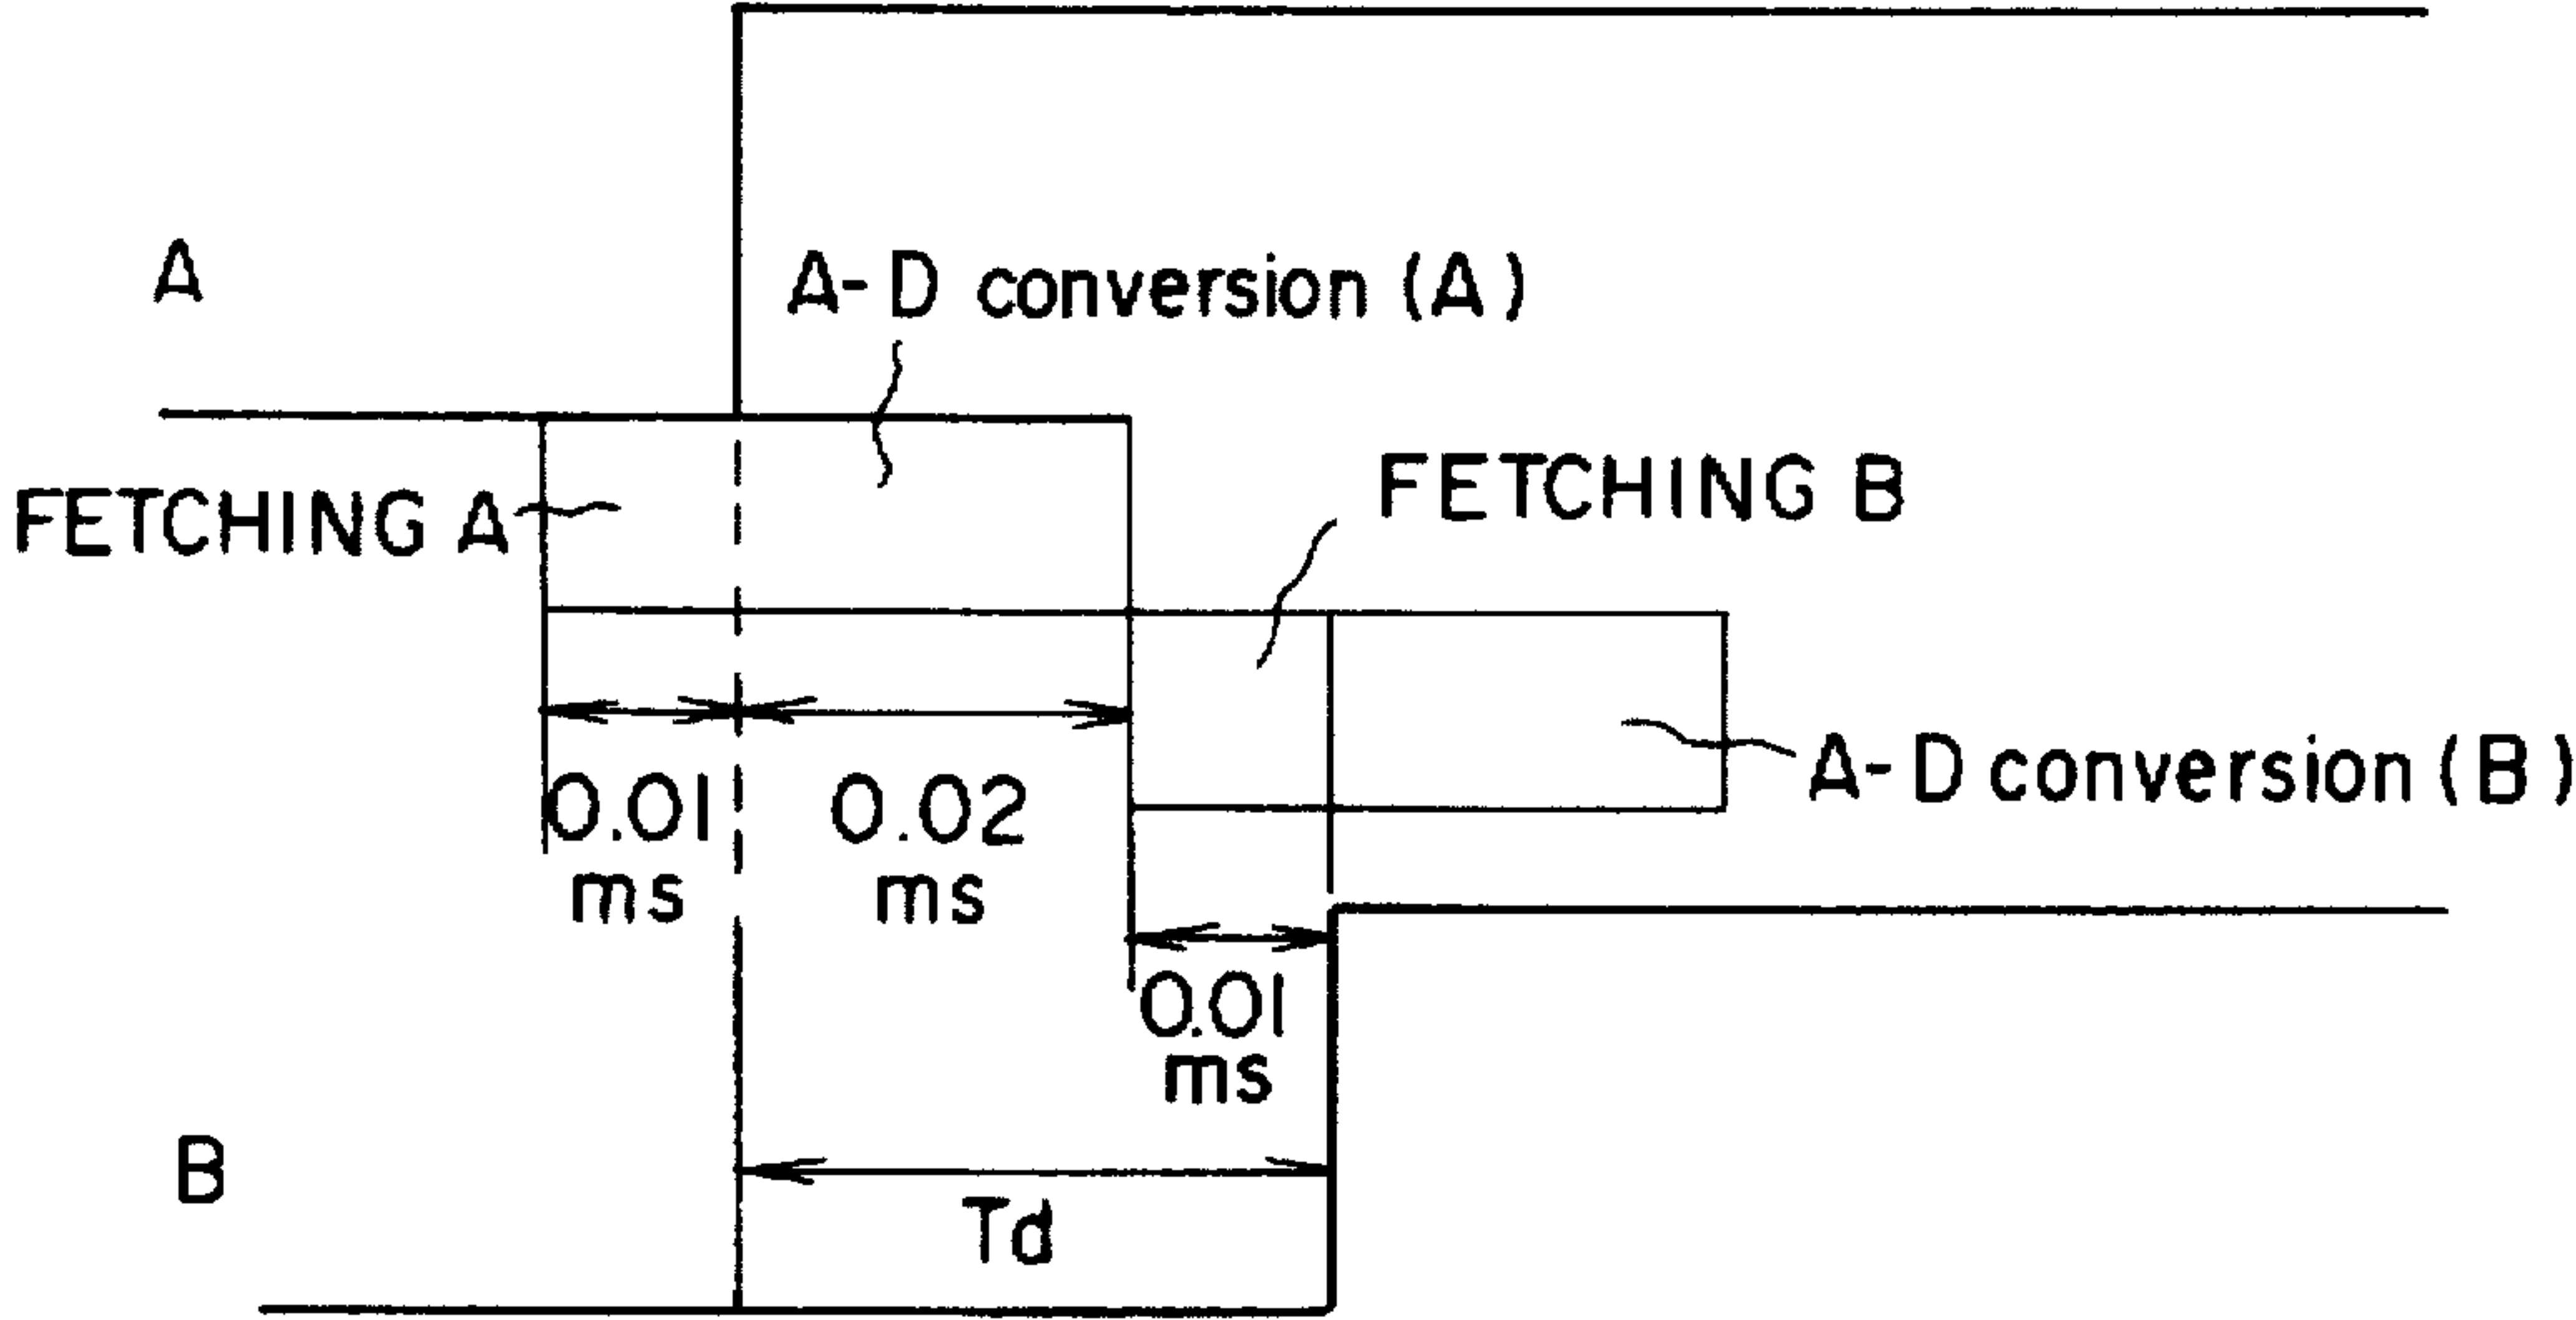 A
A-D conversion (A)
FETCHING A
FETCHING B
A-D conversion (B)
0.01
ms
0.02
ms
0.01
ms
B
Td